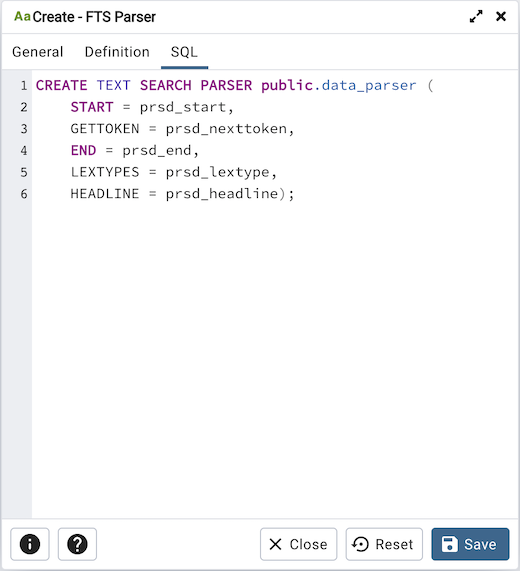 Aa Create - FTS Parser
General Definition SQL
1 CREATE TEXT SEARCH PARSER public.data_parser (
2     START = prsd_start,
3     GETTOKEN = prsd_nexttoken,
4     END = prsd_end,
5     LEXTYPES = prsd_lextype,
6     HEADLINE = prsd_headline);
Close Reset Save